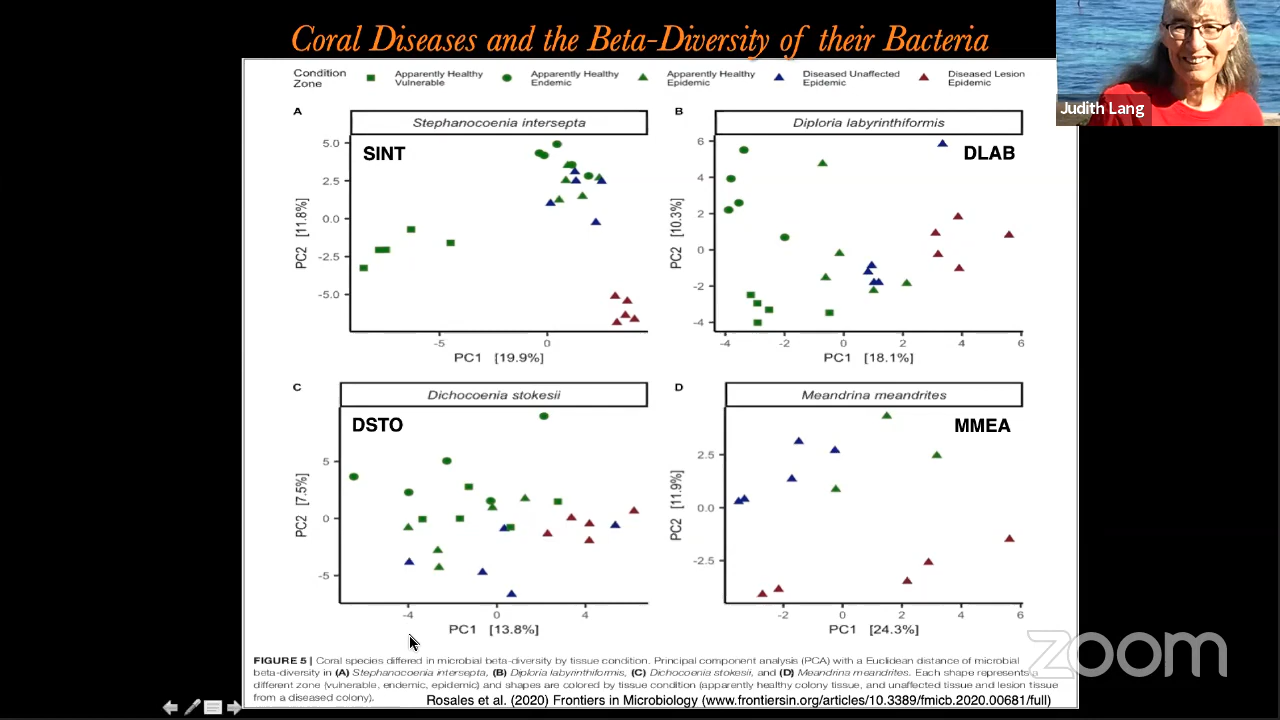 Coral Diseases and the Beta-Diversity of their Bacteria
Judith Lang
Condition Zone
Apparently Healthy Vulnerable
Apparently Healthy Endemic
Apparently Healthy Epidemic
Diseased Unaffected Epidemic
Diseased Lesion Epidemic
A
Stephanocoenia intersepta
SINT
5.0
2.5
0.0
-2.5
-5.0
PC2 [11.8%]
-5 0
PC1 [19.9%]
B
Diploria labyrinthiformis
DLAB
6
4
2
0
-2
-4
PC2 [10.3%]
-4 -2 0 2 4 6
PC1 [18.1%]
C
Dichocoenia stokesii
DSTO
5
0
-5
PC2 [7.5%]
-4 0 4
PC1 [13.8%]
D
Meandrina meandrites
MMEA
2.5
0.0
-2.5
PC2 [11.9%]
-2 0 2 4 6
PC1 [24.3%]
FIGURE 5 | Coral species differed in microbial beta-diversity by tissue condition. Principal component analysis (PCA) with a Euclidean distance of microbial
beta-diversity in (A) Stephanocoenia intersepta, (B) Diploria labyrinthiformis, (C) Dichocoenia stokesii, and (D) Meandrina meandrites. Each shape represents a
different zone (vulnerable, endemic, epidemic) and shapes are colored by tissue condition (apparently healthy colony tissue, and unaffected tissue and lesion tissue
from a diseased colony).
Rosales et al. (2020) Frontiers in Microbiology (www.frontiersin.org/articles/10.3389/fmicb.2020.00681/full)
zoom